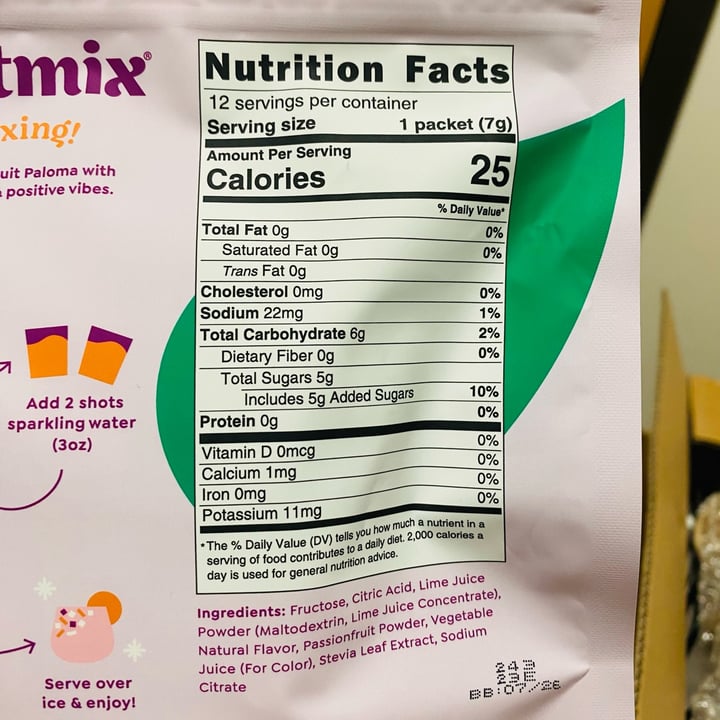 tmix®
xing!
uit Paloma with
positive vibes.
Add 2 shots
sparkling water
(3oz)
Serve over
ice & enjoy!
Nutrition Facts
12 servings per container
Serving size 1 packet (7g)
Amount Per Serving
Calories 25
% Daily Value*
Total Fat 0g 0%
Saturated Fat 0g 0%
Trans Fat 0g
Cholesterol 0mg 0%
Sodium 22mg 1%
Total Carbohydrate 6g 2%
Dietary Fiber 0g 0%
Total Sugars 5g
Includes 5g Added Sugars 10%
Protein 0g 0%
Vitamin D 0mcg 0%
Calcium 1mg 0%
Iron 0mg 0%
Potassium 11mg 0%
*The % Daily Value (DV) tells you how much a nutrient in a
serving of food contributes to a daily diet. 2,000 calories a
day is used for general nutrition advice.
Ingredients: Fructose, Citric Acid, Lime Juice
Powder (Maltodextrin, Lime Juice Concentrate),
Natural Flavor, Passionfruit Powder, Vegetable
Juice (For Color), Stevia Leaf Extract, Sodium
Citrate
243
23E
BB:07/26